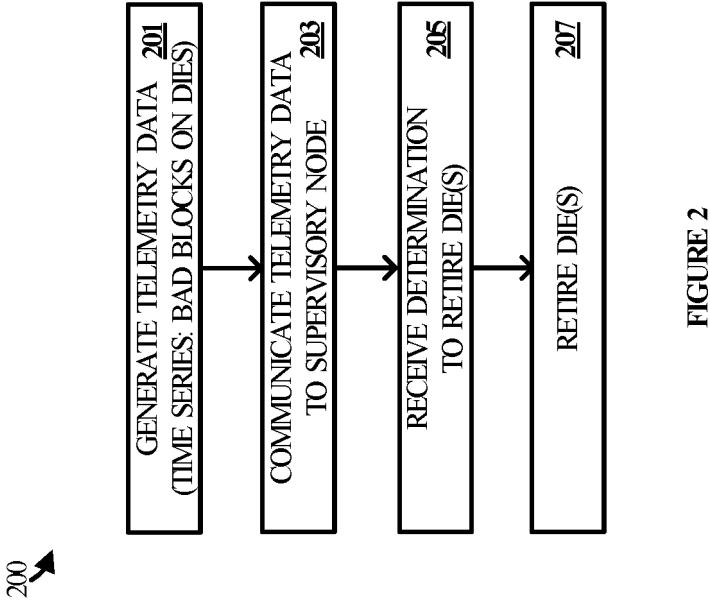 200
GENERATE TELEMETRY DATA 201
(TIME SERIES: BAD BLOCKS ON DIES)
COMMUNICATE TELEMETRY DATA 203
TO SUPERVISORY NODE
RECEIVE DETERMINATION 205
TO RETIRE DIE(S)
RETIRE DIE(S) 207
FIGURE 2